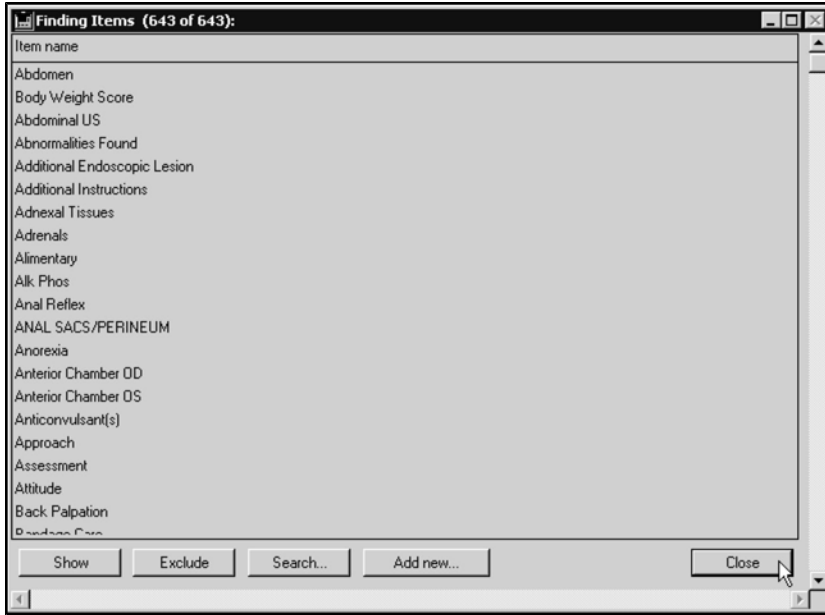 Finding Items (643 of 643):
Item name
Abdomen
Body Weight Score
Abdominal US
Abnormalities Found
Additional Endoscopic Lesion
Additional Instructions
Adnexal Tissues
Adrenals
Alimentary
Alk Phos
Anal Reflex
ANAL SACS/PERINEUM
Anorexia
Anterior Chamber OD
Anterior Chamber OS
Anticonvulsant(s)
Approach
Assessment
Attitude
Back Palpation
Bandage Care
Show Exclude Search... Add new... Close